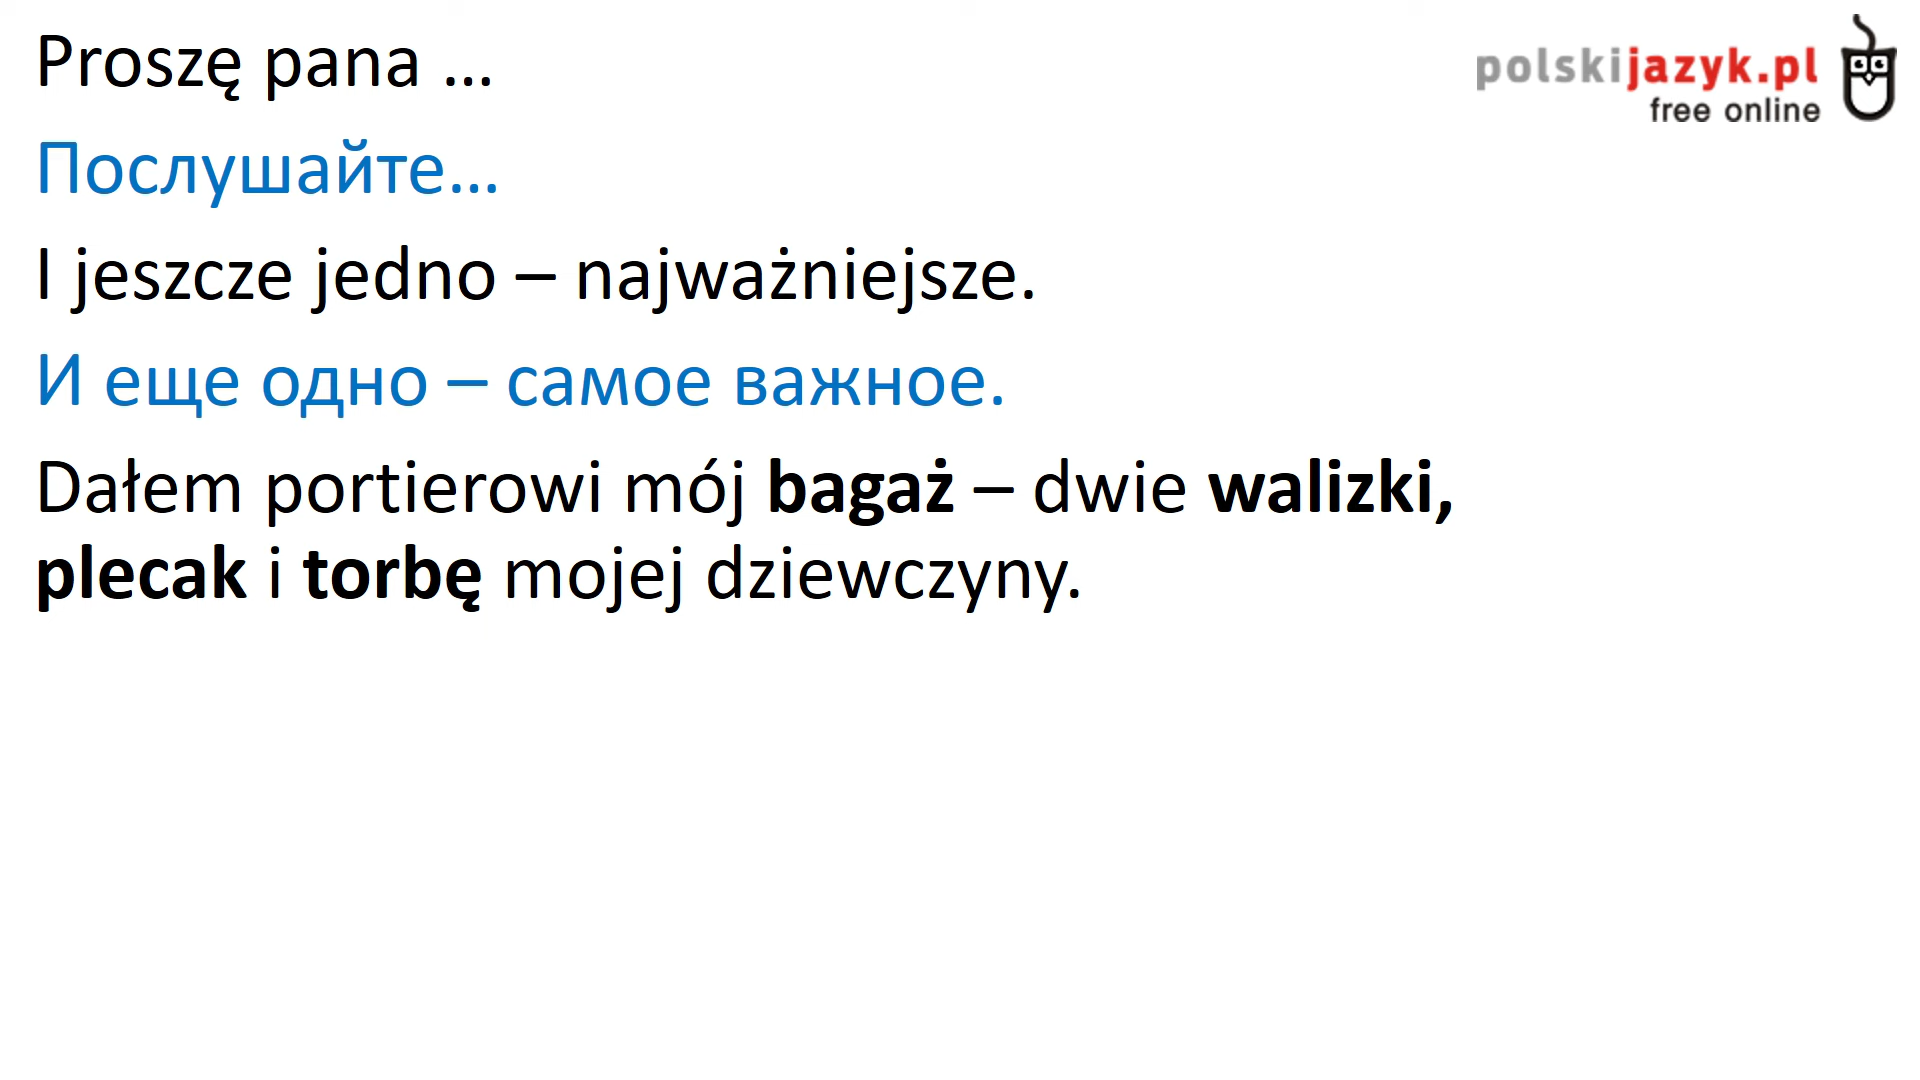 Proszę pana ...
polskijazyk.pl
free online
Послушайте...
I jeszcze jedno – najważniejsze.
И еще одно – самое важное.
Dałem portierowi mój bagaż – dwie walizki,
plecak i torbę mojej dziewczyny.